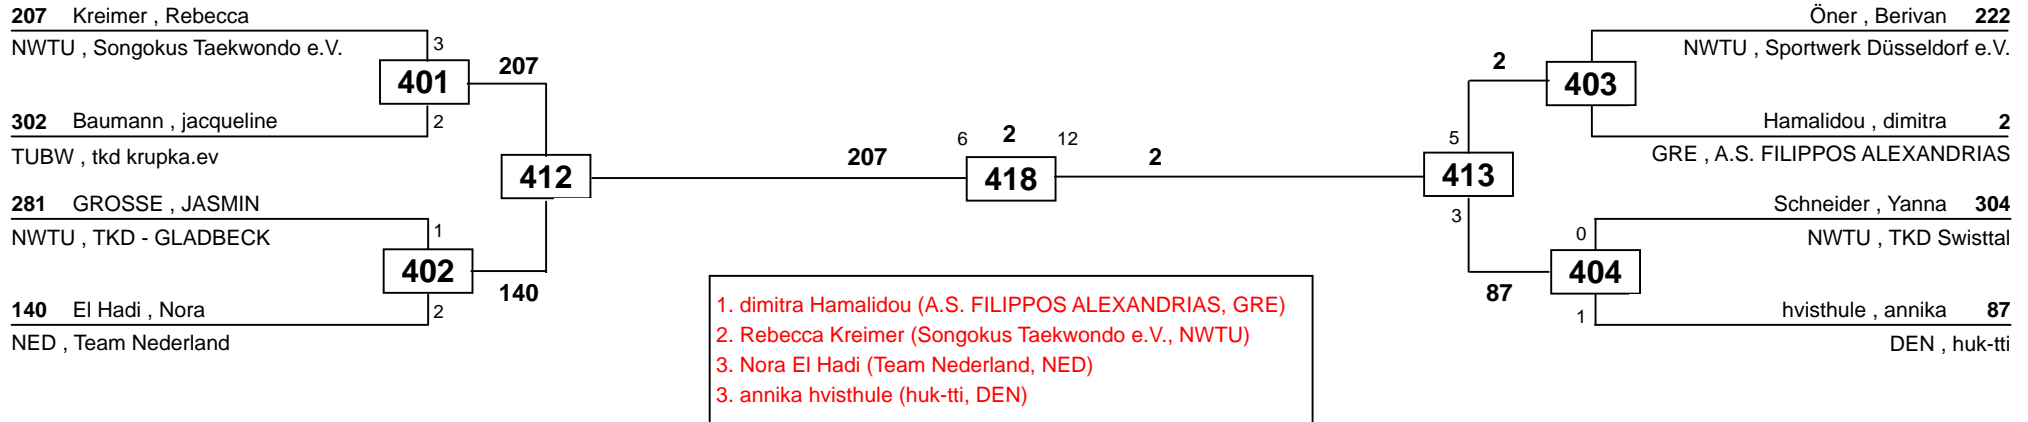 207 Kreimer , Rebecca
NWTU , Songokus Taekwondo e.V.
3
401
207
302 Baumann , jacqueline
2
TUBW , tkd krupka.ev
412
207
281 GROSSE , JASMIN
NWTU , TKD - GLADBECK
1
402
140
140 El Hadi , Nora
2
NED , Team Nederland
6 2 12
418
2
Öner , Berivan 222
NWTU , Sportwerk Düsseldorf e.V.
2
403
Hamalidou , dimitra 2
GRE , A.S. FILIPPOS ALEXANDRIAS
5
413
3
Schneider , Yanna 304
0
NWTU , TKD Swisttal
404
87
1
hvisthule , annika 87
DEN , huk-tti
1. dimitra Hamalidou (A.S. FILIPPOS ALEXANDRIAS, GRE)
2. Rebecca Kreimer (Songokus Taekwondo e.V., NWTU)
3. Nora El Hadi (Team Nederland, NED)
3. annika hvisthule (huk-tti, DEN)